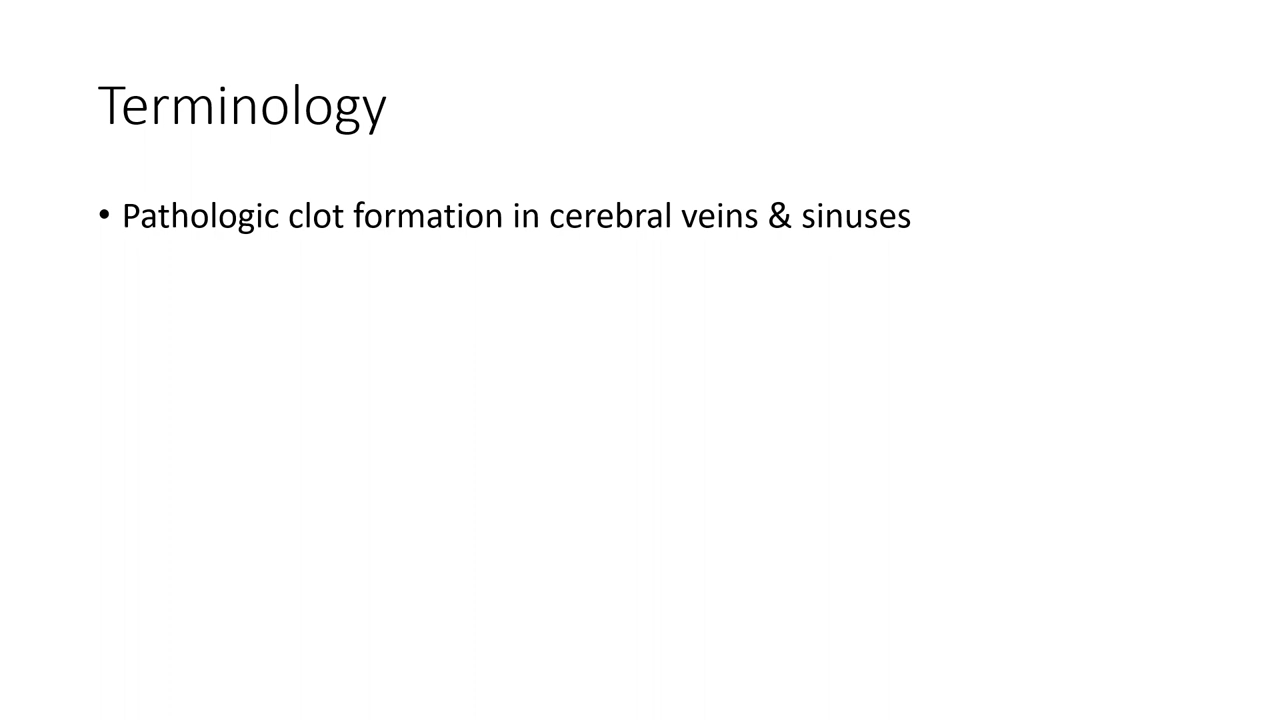 Terminology
• Pathologic clot formation in cerebral veins & sinuses